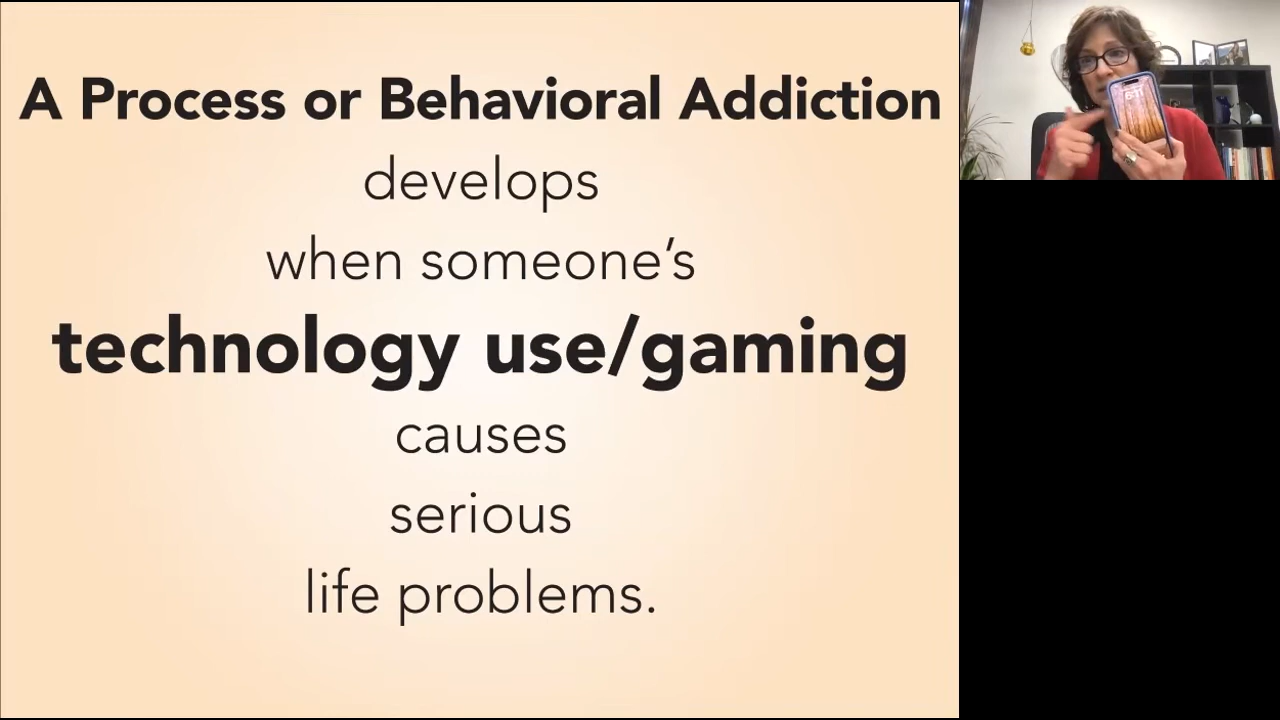 A Process or Behavioral Addiction
develops
when someone’s
technology use/gaming
causes
serious
life problems.